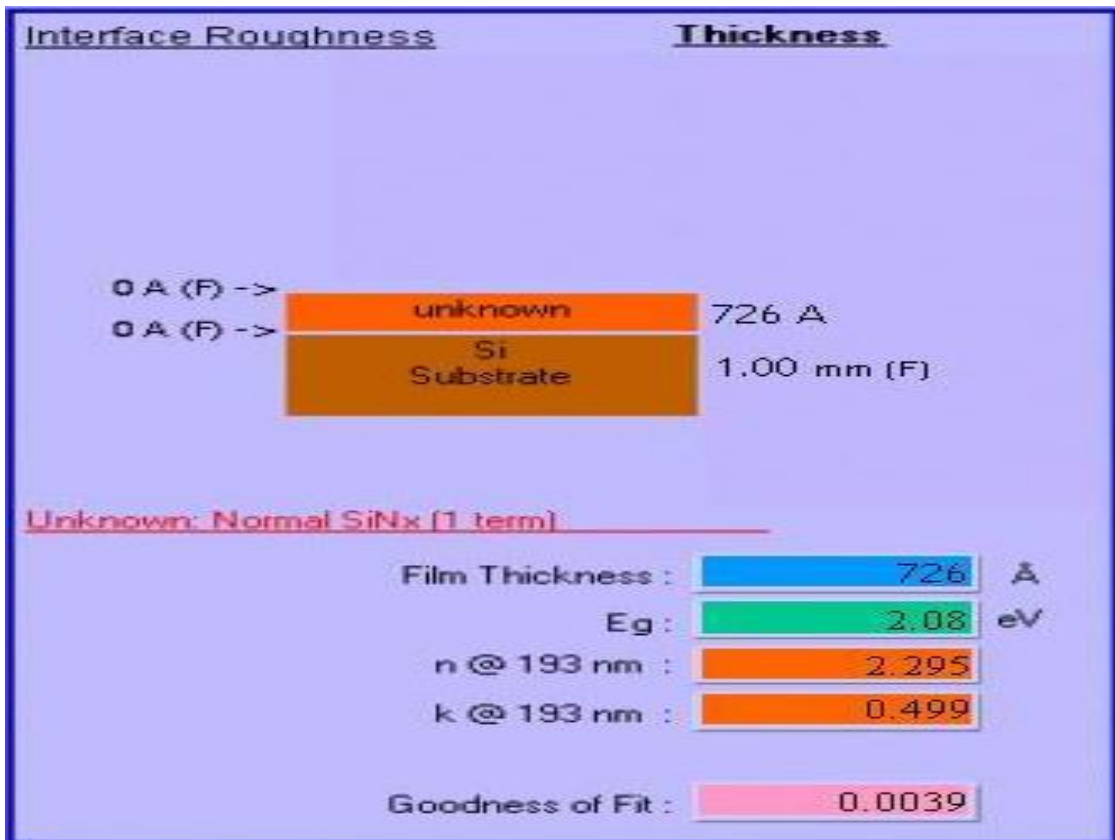 Interface Roughness Thickness
0 A (F) ->
unknown 726 A
0 A (F) ->
Si
Substrate 1.00 mm (F)
Unknown: Normal SiNx (1 term)
Film Thickness : 726 Å
Eg : 2.08 eV
n @ 193 nm : 2.295
k @ 193 nm : 0.499
Goodness of Fit : 0.0039